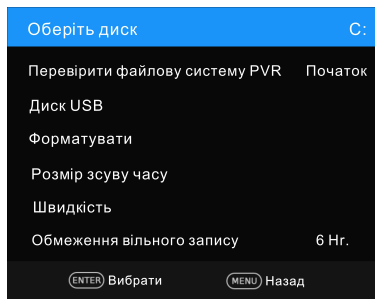 Оберіть диск C:
Перевірити файлову систему PVR Початок
Диск USB
Форматувати
Розмір зсуву часу
Швидкість
Обмеження вільного запису 6 Hr.
ENTER Вибрати MENU Назад